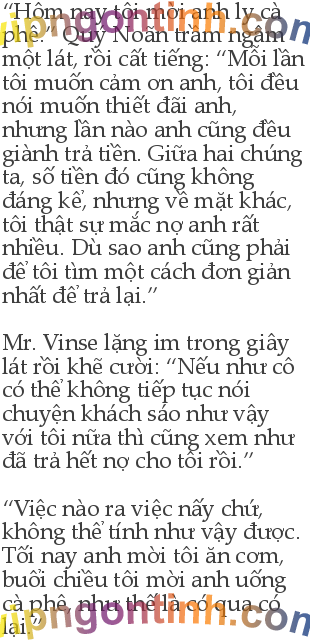 “Hôm nay tôi mời anh ly cà
phê.” Quý Noãn trầm ngâm
một lát, rồi cất tiếng: “Mỗi lần
tôi muốn cảm ơn anh, tôi đều
nói muốn thiết đãi anh,
nhưng lần nào anh cũng đều
giành trả tiền. Giữa hai chúng
ta, số tiền đó cũng không
đáng kể, nhưng về mặt khác,
tôi thật sự mắc nợ anh rất
nhiều. Dù sao anh cũng phải
để tôi tìm một cách đơn giản
nhất để trả lại.”
Mr. Vinse lặng im trong giây
lát rồi khẽ cười: “Nếu như cô
có thể không tiếp tục nói
chuyện khách sáo như vậy
với tôi nữa thì cũng xem như
đã trả hết nợ cho tôi rồi.”
“Việc nào ra việc nấy chứ,
không thể tính như vậy được.
Tối nay anh mời tôi ăn cơm,
buổi chiều tôi mời anh uống
cà phê, như thế là có qua có
lại.”